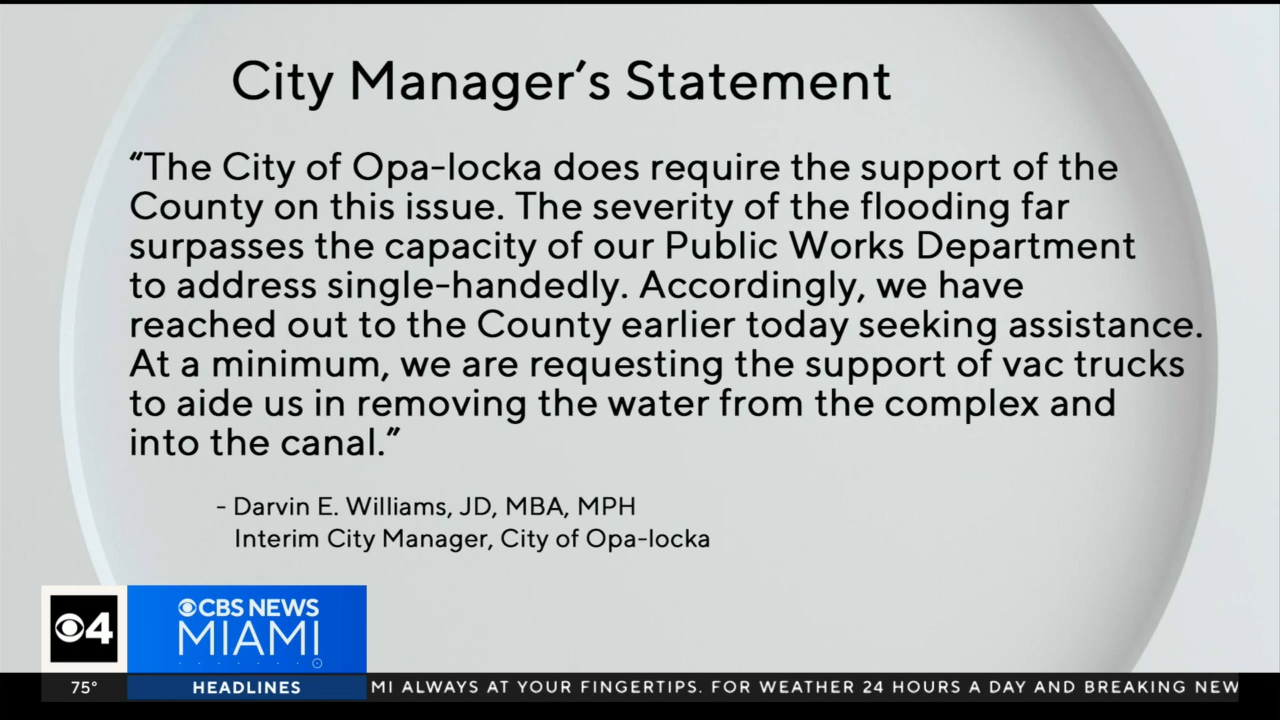 City Manager's Statement
“The City of Opa-locka does require the support of the
County on this issue. The severity of the flooding far
surpasses the capacity of our Public Works Department
to address single-handedly. Accordingly, we have
reached out to the County earlier today seeking assistance.
At a minimum, we are requesting the support of vac trucks
to aide us in removing the water from the complex and
into the canal.”
- Darvin E. Williams, JD, MBA, MPH
Interim City Manager, City of Opa-locka
4
CBS NEWS
MIAMI
75°
HEADLINES
MI ALWAYS AT YOUR FINGERTIPS. FOR WEATHER 24 HOURS A DAY AND BREAKING NEW